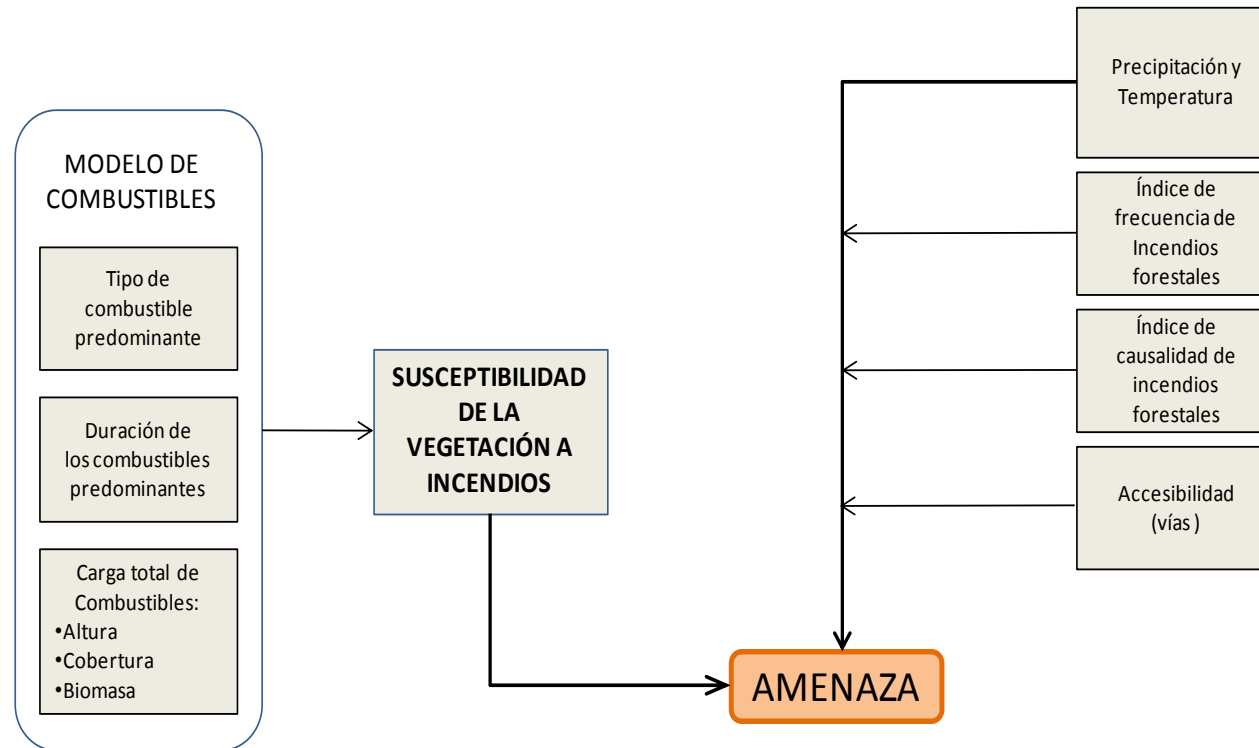 MODELO DE
COMBUSTIBLES
Tipo de
combustible
predominante
Duración de
los combustibles
predominantes
Carga total de
Combustibles:
•Altura
•Cobertura
•Biomasa
SUSCEPTIBILIDAD
DE LA
VEGETACIÓN A
INCENDIOS
Precipitación y
Temperatura
Índice de
frecuencia de
Incendios
forestales
Índice de
causalidad de
incendios
forestales
Accesibilidad
(vías )
AMENAZA